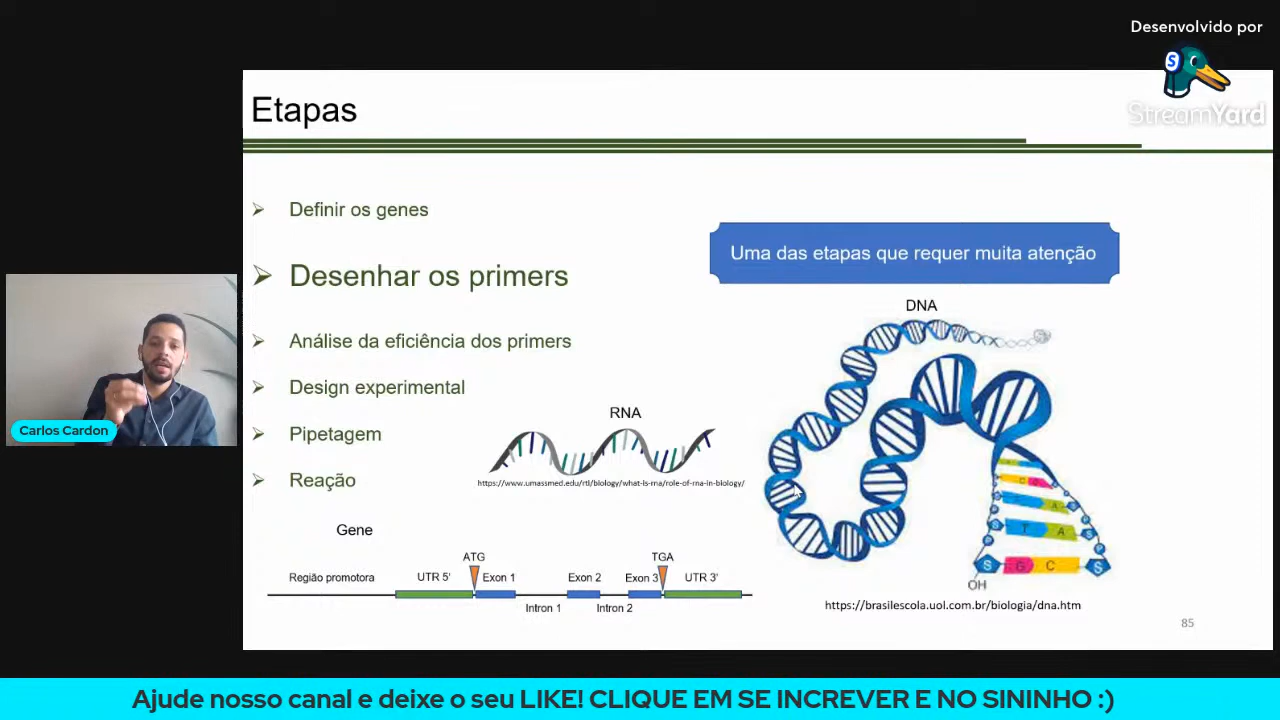 Desenvolvido por
StreamYard
Etapas
Definir os genes
Desenhar os primers
Análise da eficiência dos primers
Design experimental
Pipetagem
Reação
Uma das etapas que requer muita atenção
DNA
RNA
https://www.umassmed.edu/rti/biology/what-is-rna/role-of-rna-in-biology/
Gene
ATG
TGA
Região promotora
UTR 5'
Exon 1
Exon 2
Exon 3
UTR 3'
Intron 1
Intron 2
C G
A
T A
S G C S
OH
https://brasilescola.uol.com.br/biologia/dna.htm
85
Carlos Cardon
Ajude nosso canal e deixe o seu LIKE! CLIQUE EM SE INCREVER E NO SININHO :)